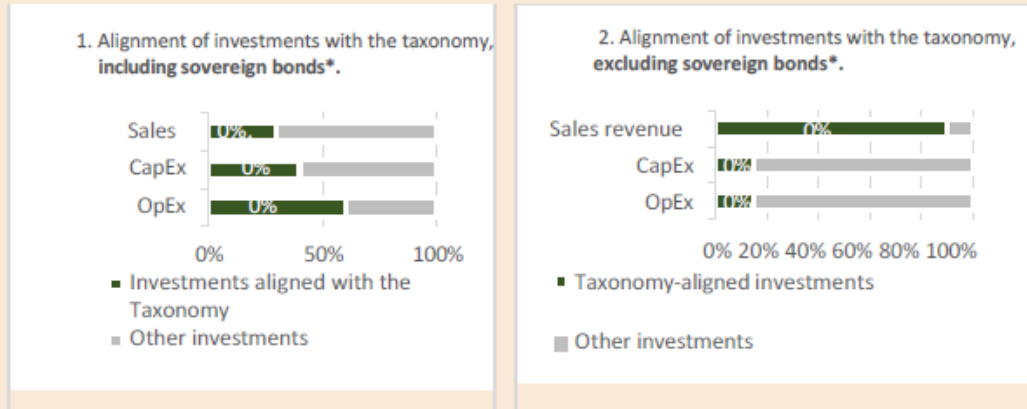 1. Alignment of investments with the taxonomy,
including sovereign bonds*.
Sales
0%.
CapEx
0%
OpEx
0%
0% 50% 100%
Investments aligned with the
Taxonomy
Other investments
2. Alignment of investments with the taxonomy,
excluding sovereign bonds*.
Sales revenue
0%
CapEx
0%
OpEx
0%
0% 20% 40% 60% 80% 100%
Taxonomy-aligned investments
Other investments